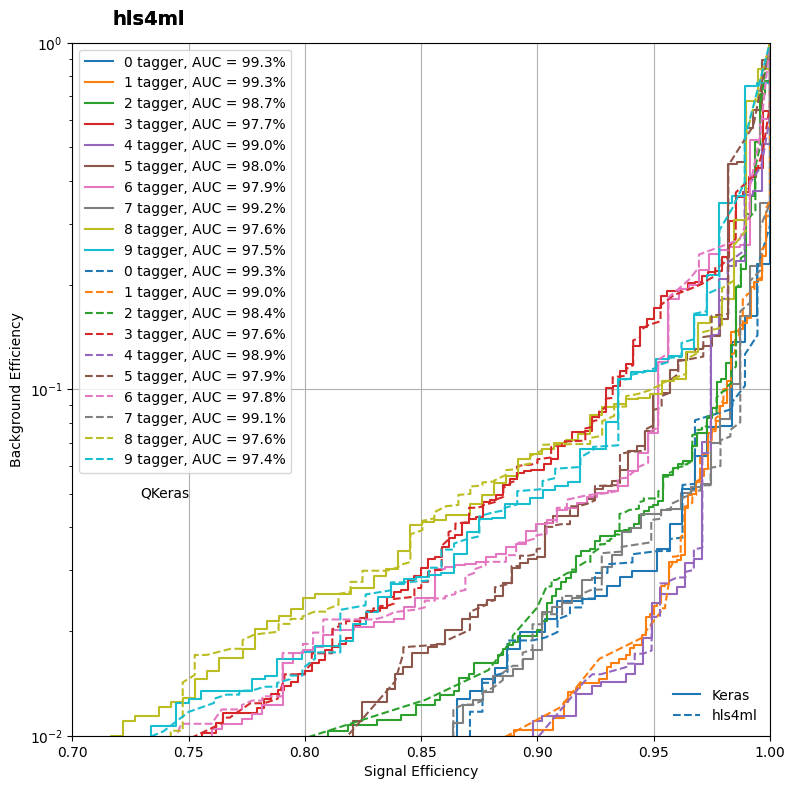 hls4ml
10⁰
0 tagger, AUC = 99.3%
1 tagger, AUC = 99.3%
2 tagger, AUC = 98.7%
3 tagger, AUC = 97.7%
4 tagger, AUC = 99.0%
5 tagger, AUC = 98.0%
6 tagger, AUC = 97.9%
7 tagger, AUC = 99.2%
8 tagger, AUC = 97.6%
9 tagger, AUC = 97.5%
0 tagger, AUC = 99.3%
1 tagger, AUC = 99.0%
2 tagger, AUC = 98.4%
3 tagger, AUC = 97.6%
4 tagger, AUC = 98.9%
5 tagger, AUC = 97.9%
6 tagger, AUC = 97.8%
7 tagger, AUC = 99.1%
8 tagger, AUC = 97.6%
9 tagger, AUC = 97.4%
Background Efficiency
10⁻¹
QKeras
Keras
hls4ml
10⁻²
0.70 0.75 0.80 0.85 0.90 0.95 1.00
Signal Efficiency